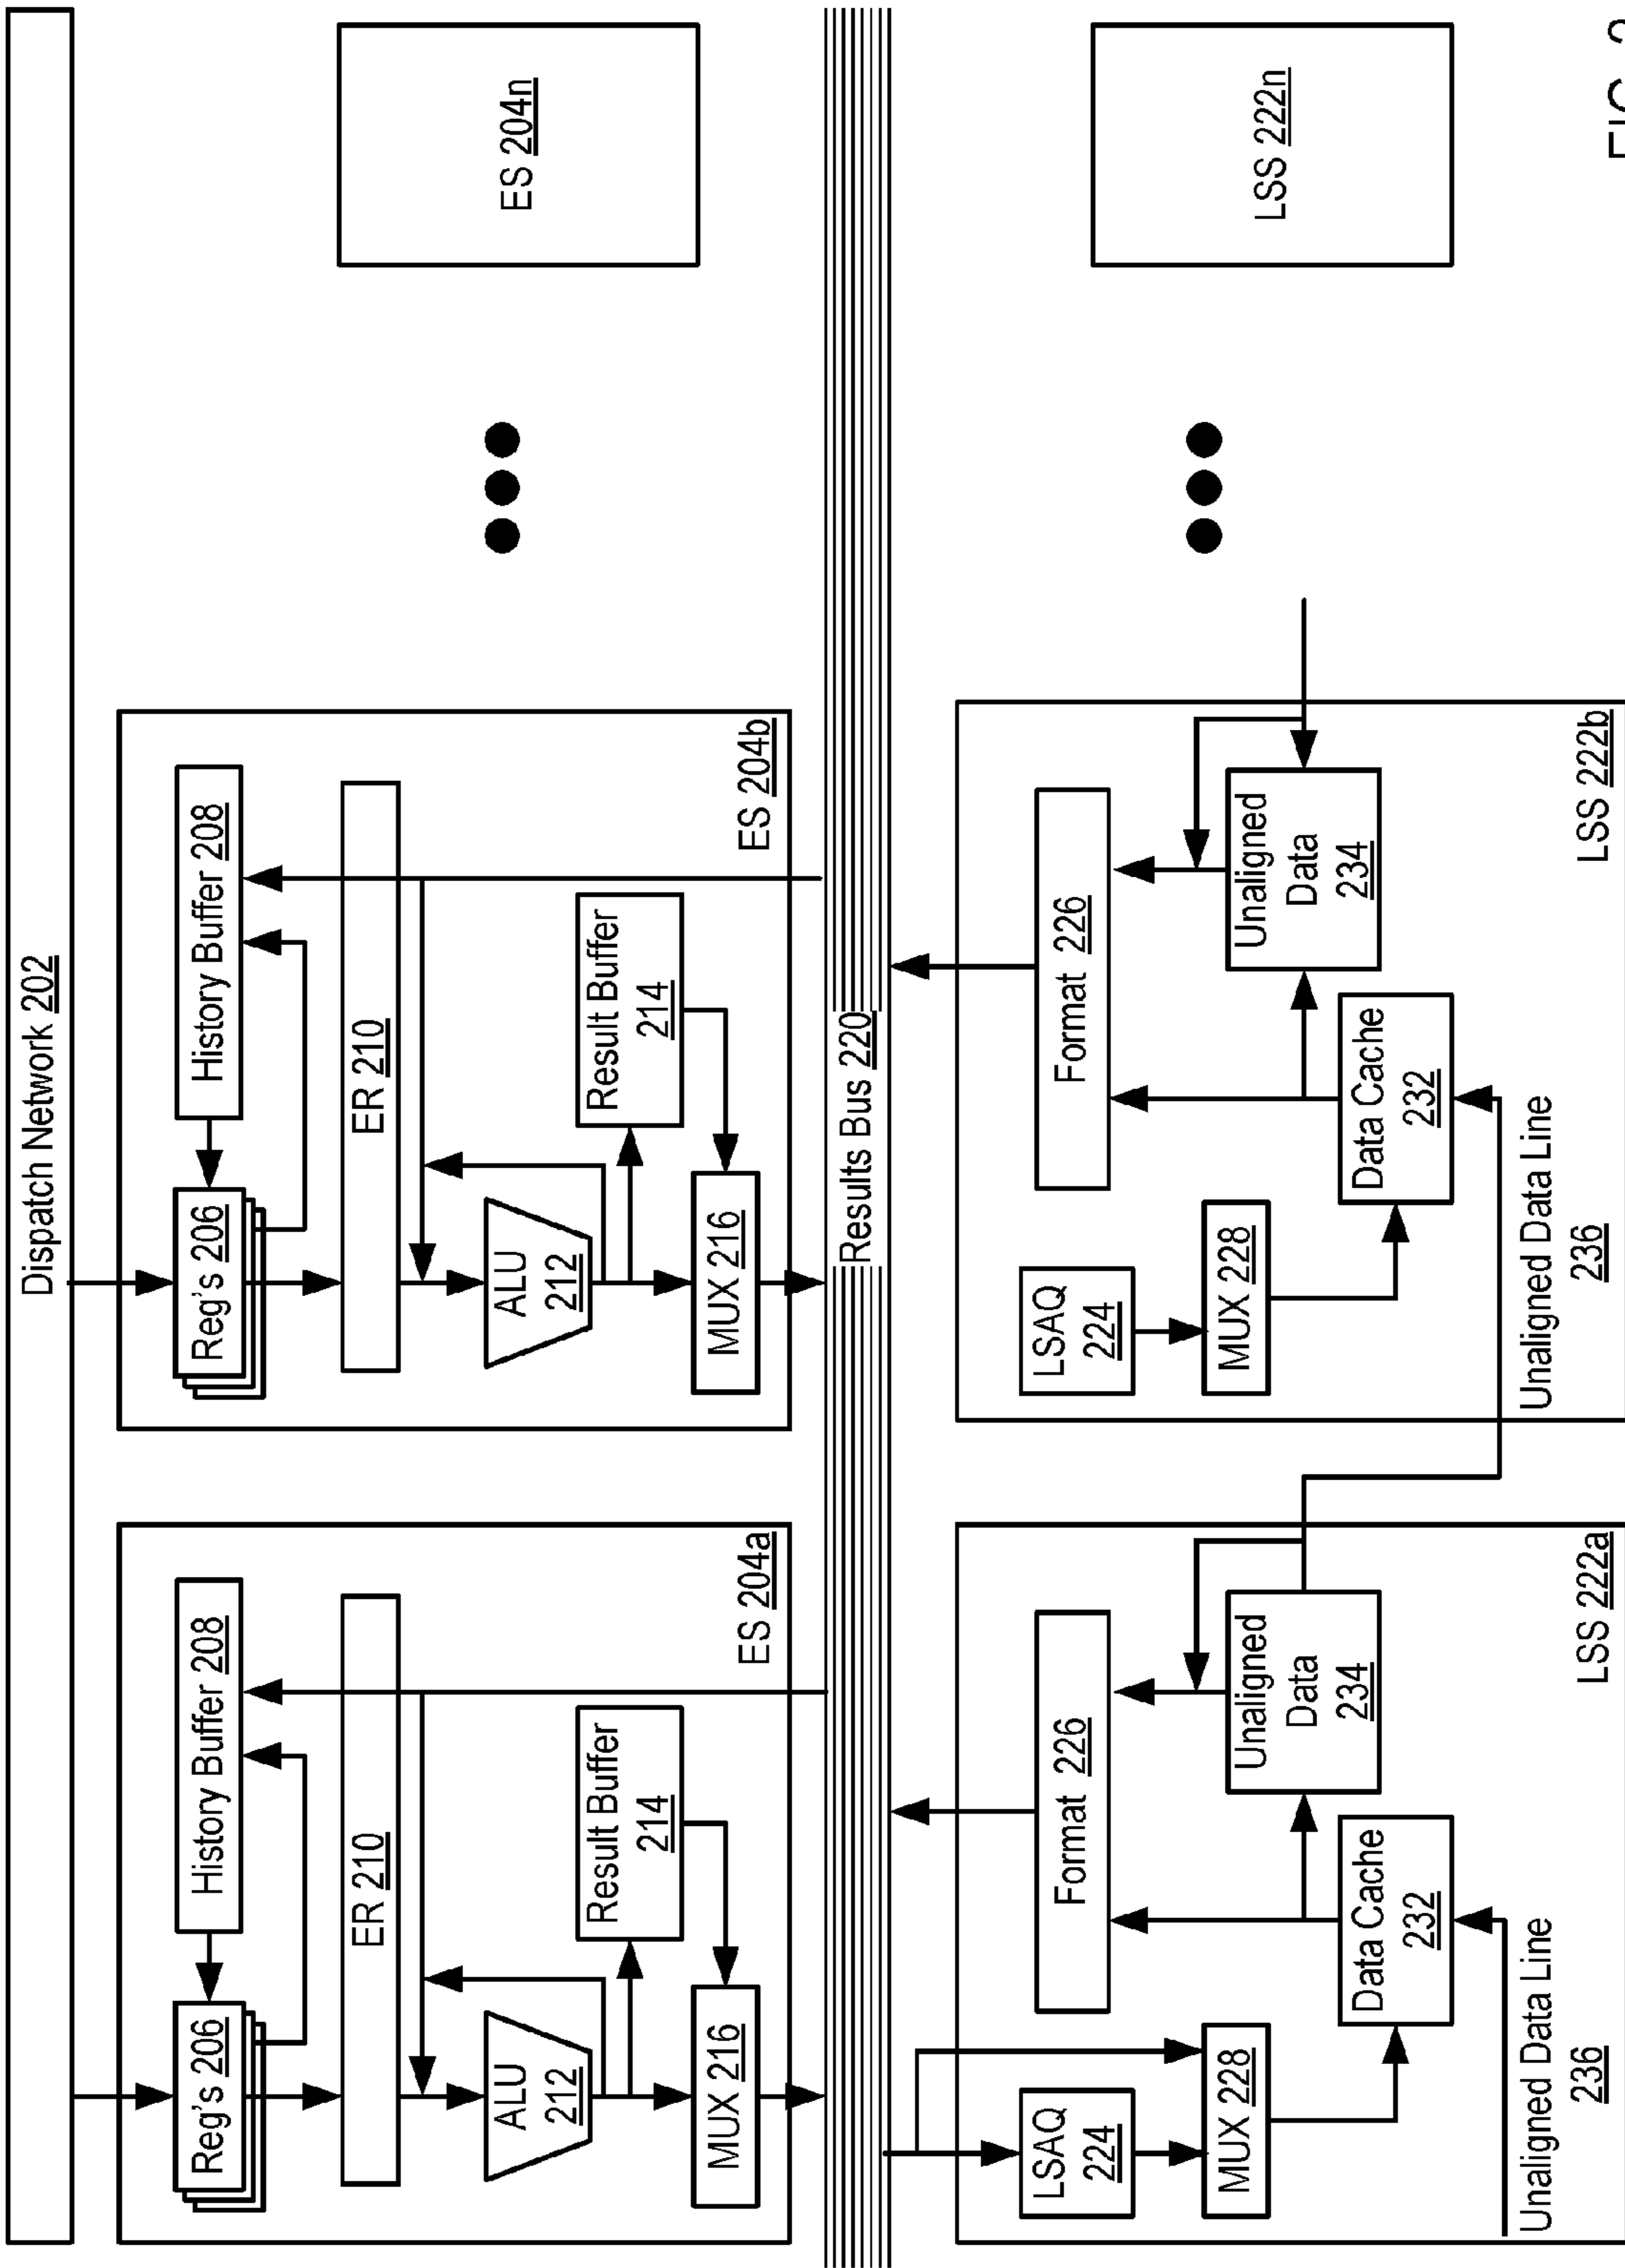 Dispatch Network 202
Reg's 206
History Buffer 208
ER 210
ALU
212
Result Buffer
214
MUX 216
ES 204a
Reg's 206
History Buffer 208
ER 210
ALU
212
Result Buffer
214
MUX 216
ES 204b
ES 204n
Results Bus 220
LSAQ
224
MUX 228
Format 226
Data Cache
232
Unaligned
Data
234
Unaligned Data Line
236
LSS 222a
LSAQ
224
MUX 228
Format 226
Data Cache
232
Unaligned
Data
234
Unaligned Data Line
236
LSS 222b
LSS 222n